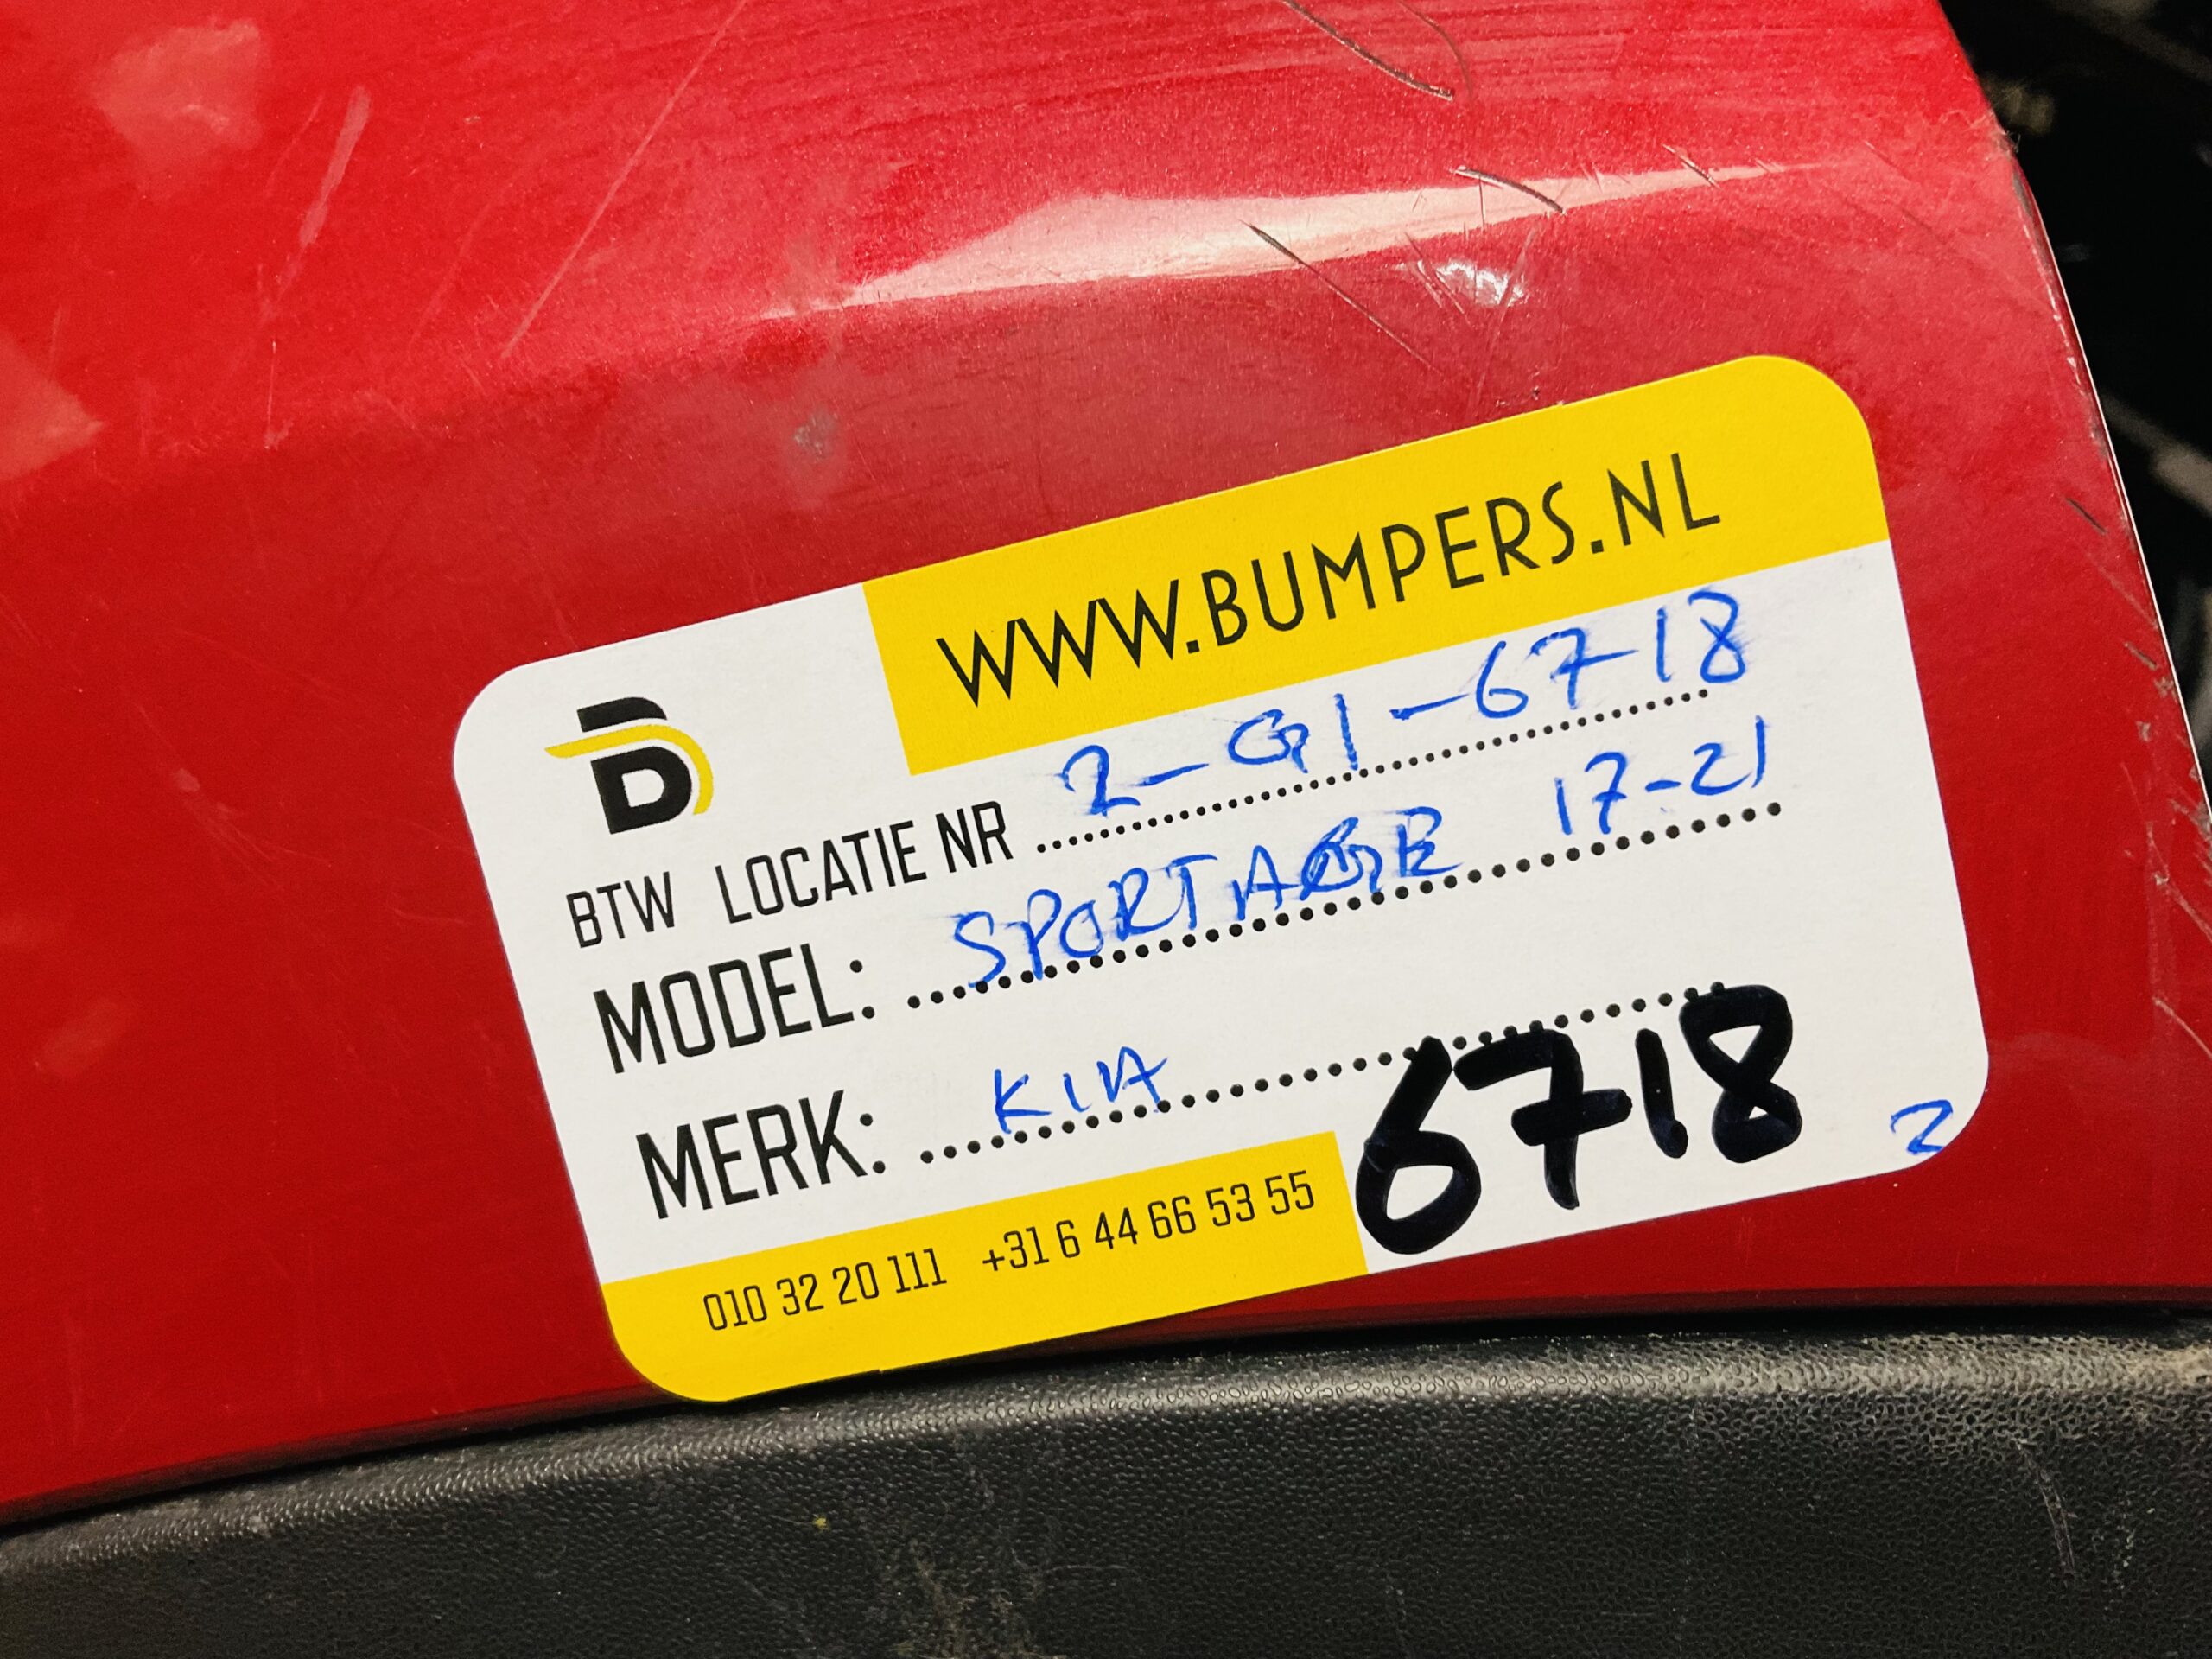 WWW.BUMPERS.NL
B
BTW LOCATIE NR 2-G1-6718
MODEL: SPORTAGE 17-21
MERK: KIA
6718
2
010 32 20 111 +31 6 44 66 53 55